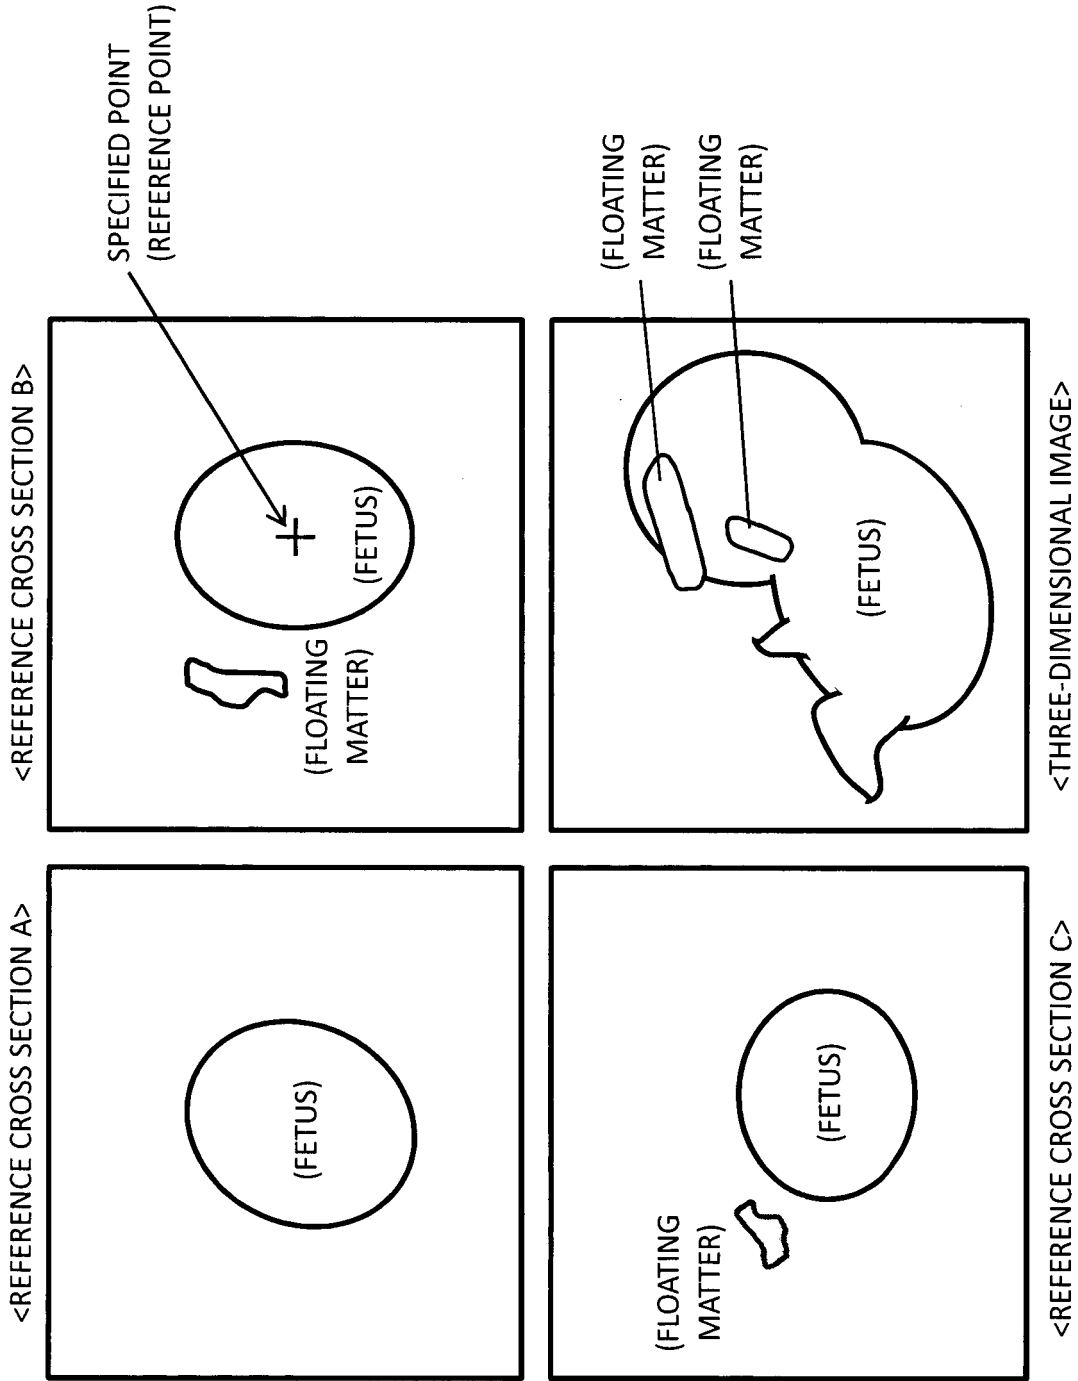 <REFERENCE CROSS SECTION A>
<REFERENCE CROSS SECTION B>
SPECIFIED POINT
(REFERENCE POINT)
(FETUS)
(FLOATING
MATTER)
(FETUS)
(FLOATING
MATTER)
(FETUS)
(FLOATING
MATTER)
(FLOATING
MATTER)
(FETUS)
<REFERENCE CROSS SECTION C>
<THREE-DIMENSIONAL IMAGE>